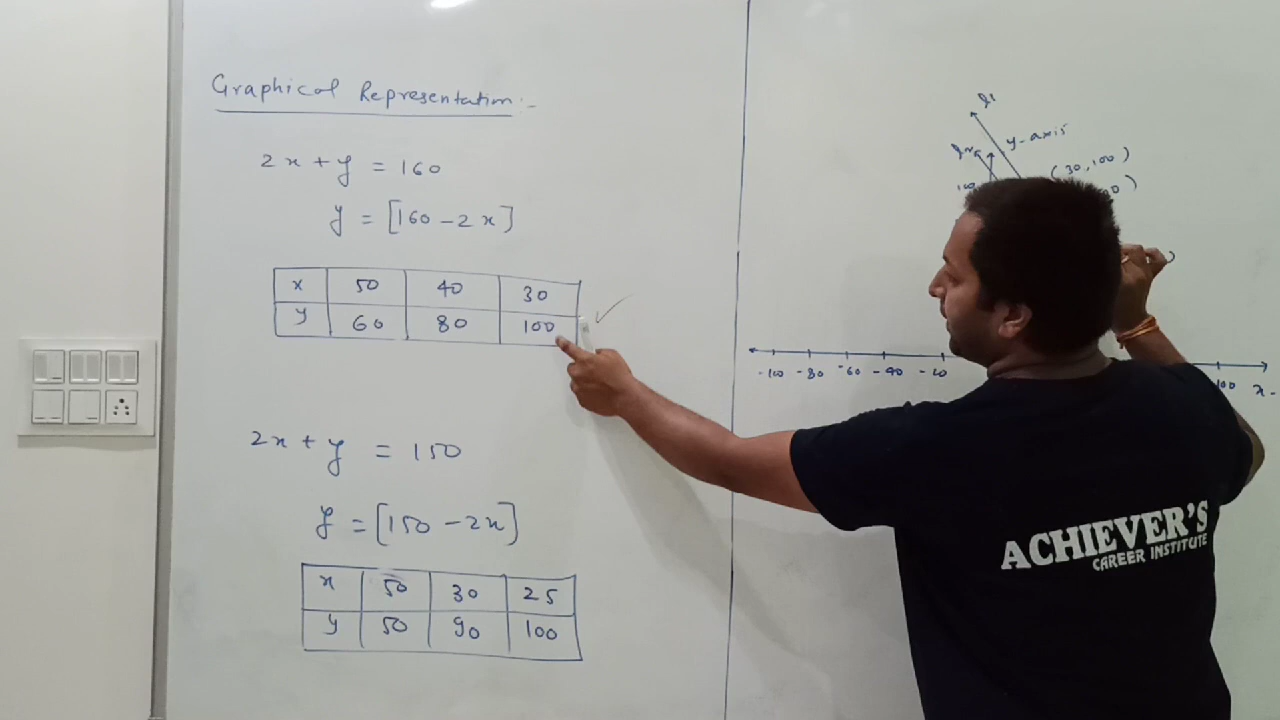 Graphical Representation:-
2x + y = 160
y = [160 - 2x]
x 50 40 30
y 60 80 100
2x + y = 150
y = [150 - 2x]
x 50 30 25
y 50 90 100
y-axis
(30, 100)
100
-100 -80 -60 -40 -20 100 x-
ACHIEVER'S
CAREER INSTITUTE